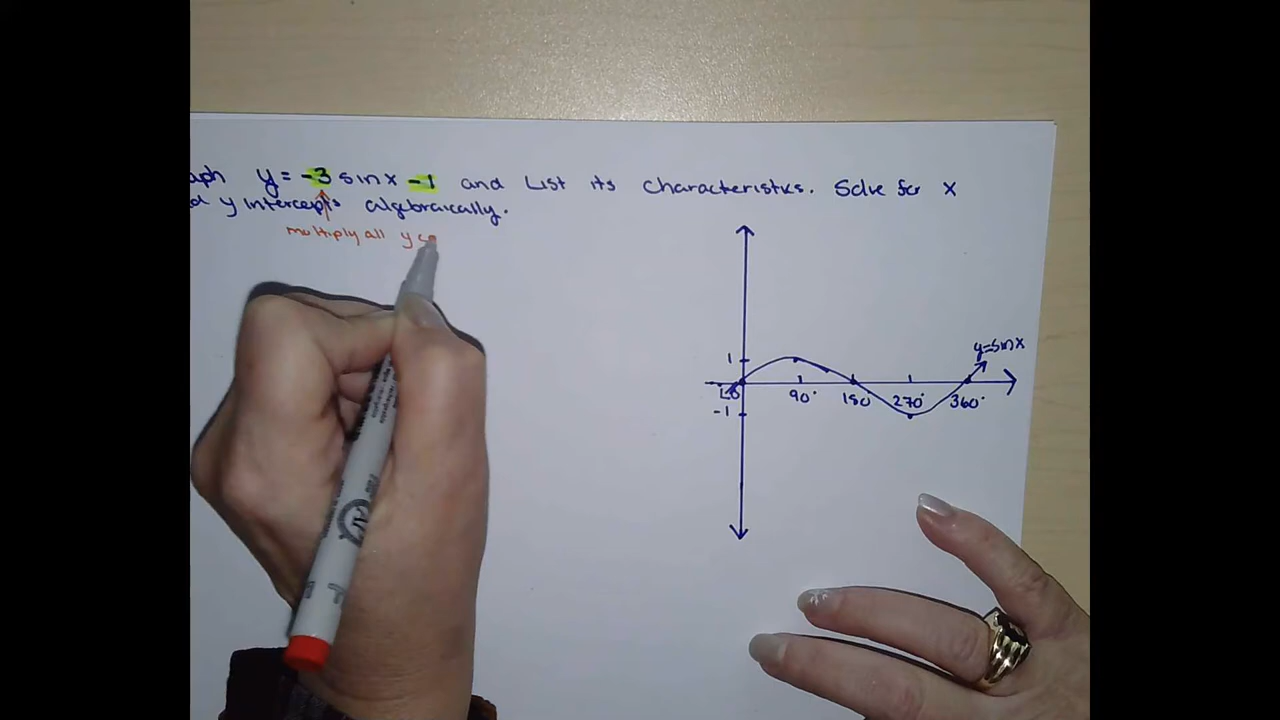 aph y = -3 sin x -1 and List its characteristics. Solve for x
d y intercepts algebraically.
multiply all y c
y=sinx
1
90° 180 270° 360°
-1